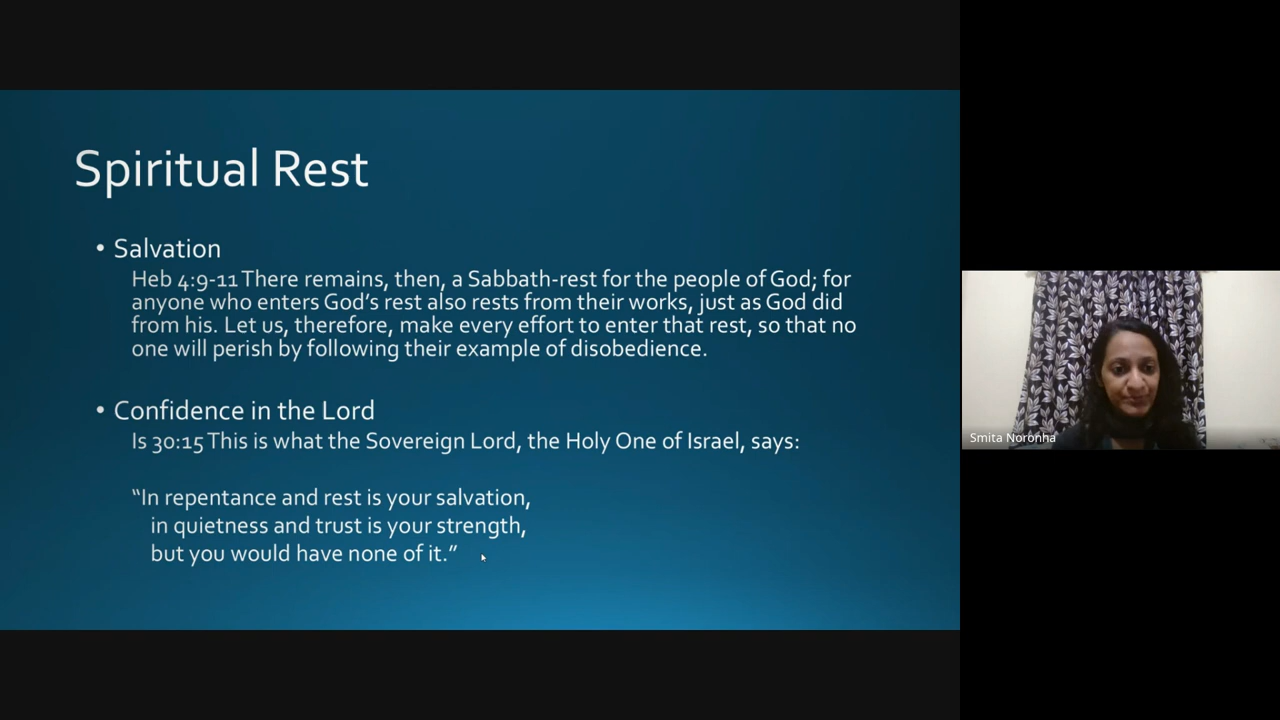 Spiritual Rest
• Salvation
Heb 4:9-11 There remains, then, a Sabbath-rest for the people of God; for
anyone who enters God's rest also rests from their works, just as God did
from his. Let us, therefore, make every effort to enter that rest, so that no
one will perish by following their example of disobedience.
• Confidence in the Lord
Is 30:15 This is what the Sovereign Lord, the Holy One of Israel, says:
“In repentance and rest is your salvation,
in quietness and trust is your strength,
but you would have none of it.”
Smita Noronha